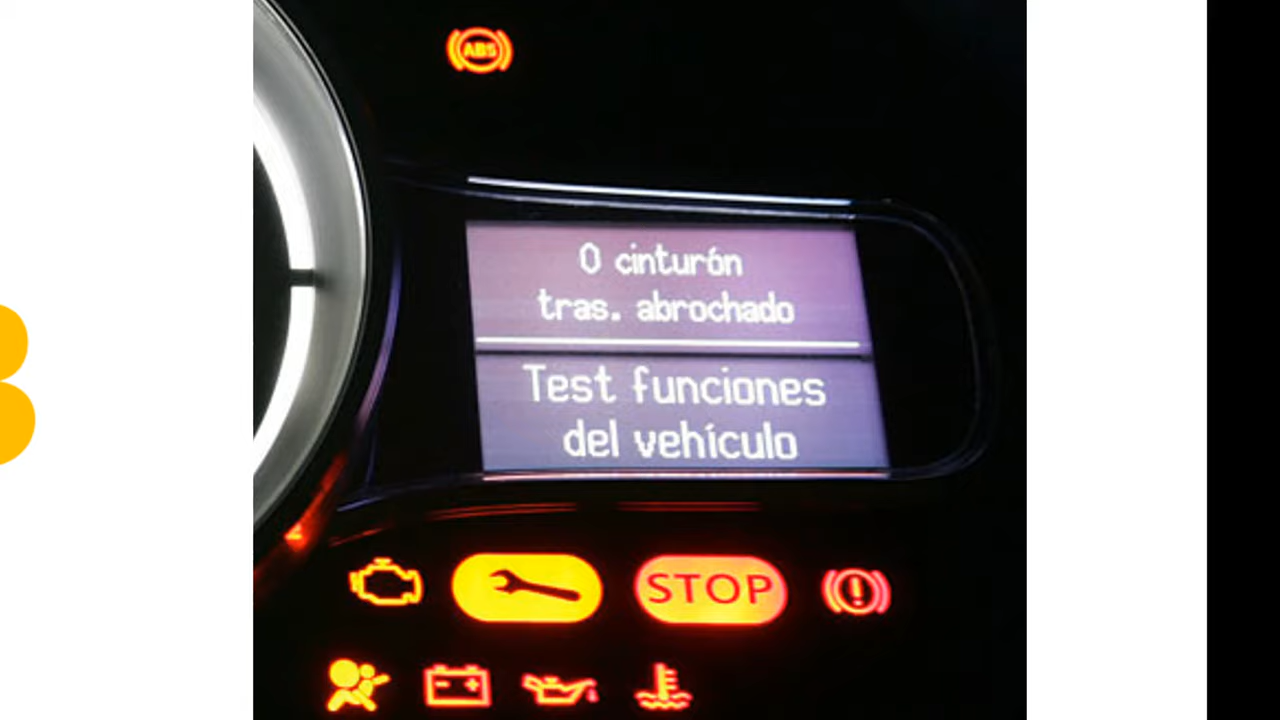 ABS
0 cinturón
tras. abrochado
Test funciones
del vehículo
STOP